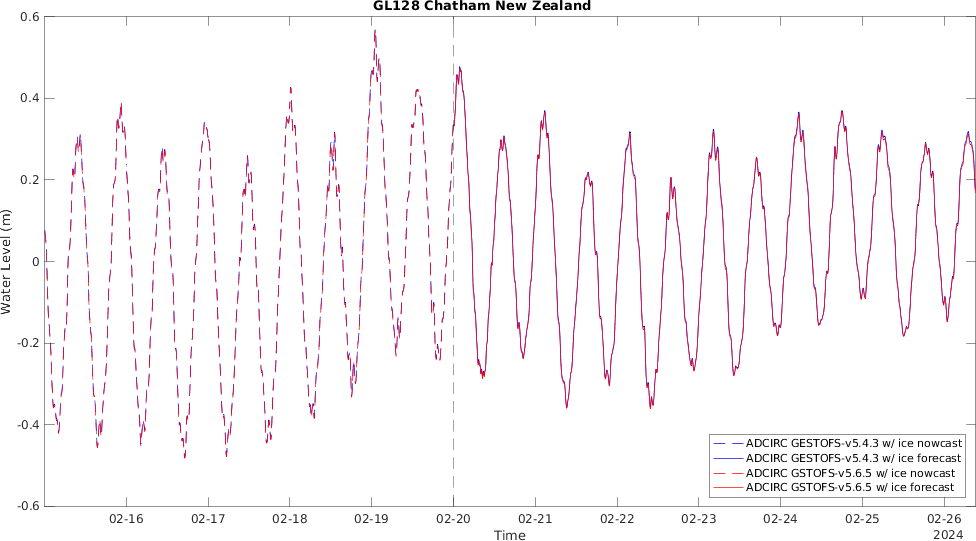 GL128 Chatham New Zealand
0.6
0.4
0.2
0
-0.2
-0.4
-0.6
Water Level (m)
02-16
02-17
02-18
02-19
02-20
02-21
02-22
02-23
02-24
02-25
02-26
2024
Time
ADCIRC GESTOFS-v5.4.3 w/ ice nowcast
ADCIRC GESTOFS-v5.4.3 w/ ice forecast
ADCIRC GSTOFS-v5.6.5 w/ ice nowcast
ADCIRC GSTOFS-v5.6.5 w/ ice forecast